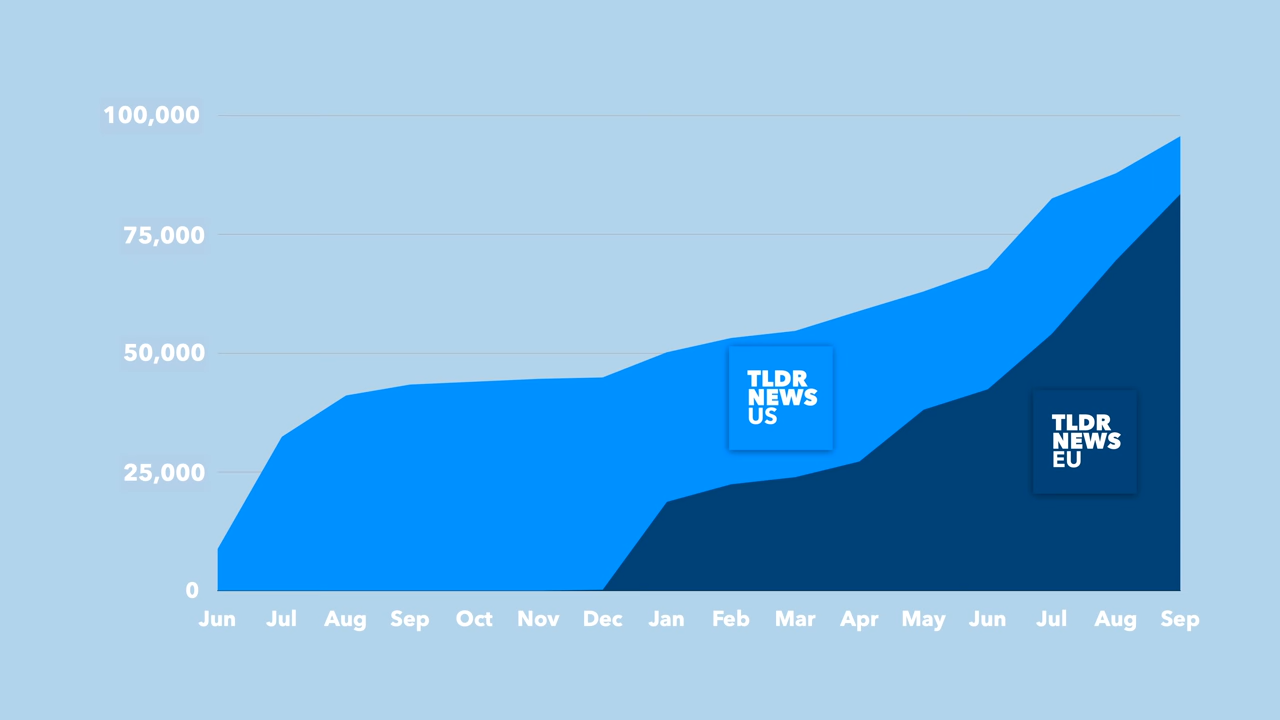 100,000
75,000
50,000
25,000
0
TLDR
NEWS
US
TLDR
NEWS
EU
Jun Jul Aug Sep Oct Nov Dec Jan Feb Mar Apr May Jun Jul Aug Sep